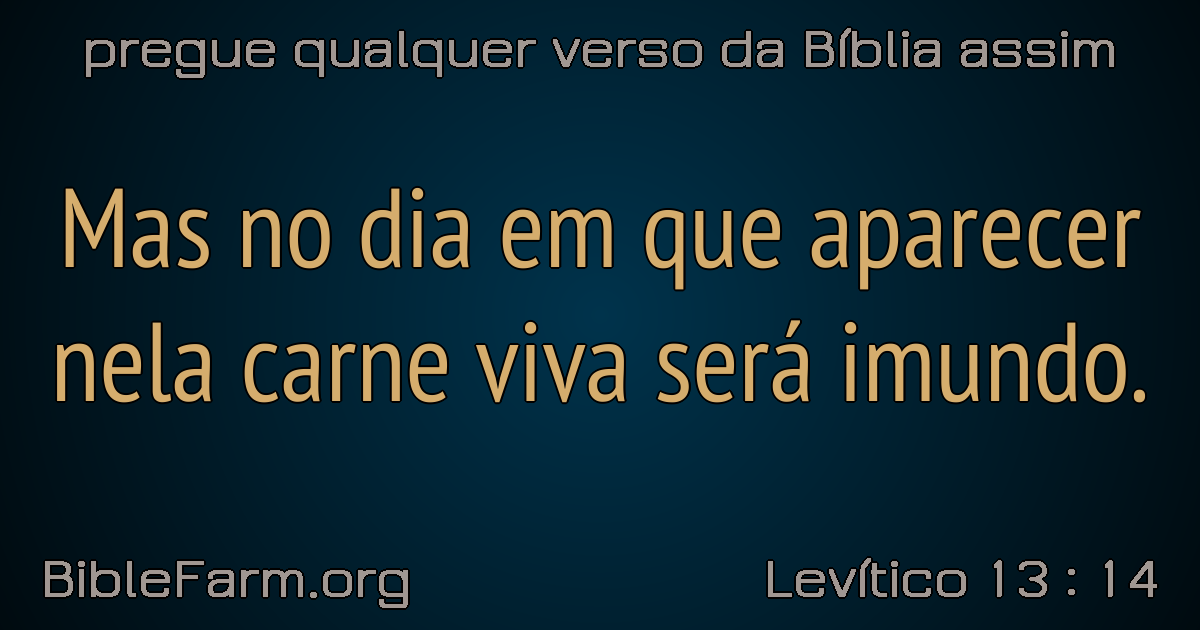 pregue qualquer verso da Bíblia assim
Mas no dia em que aparecer
nela carne viva será imundo.
BibleFarm.org
Levítico 13 : 14